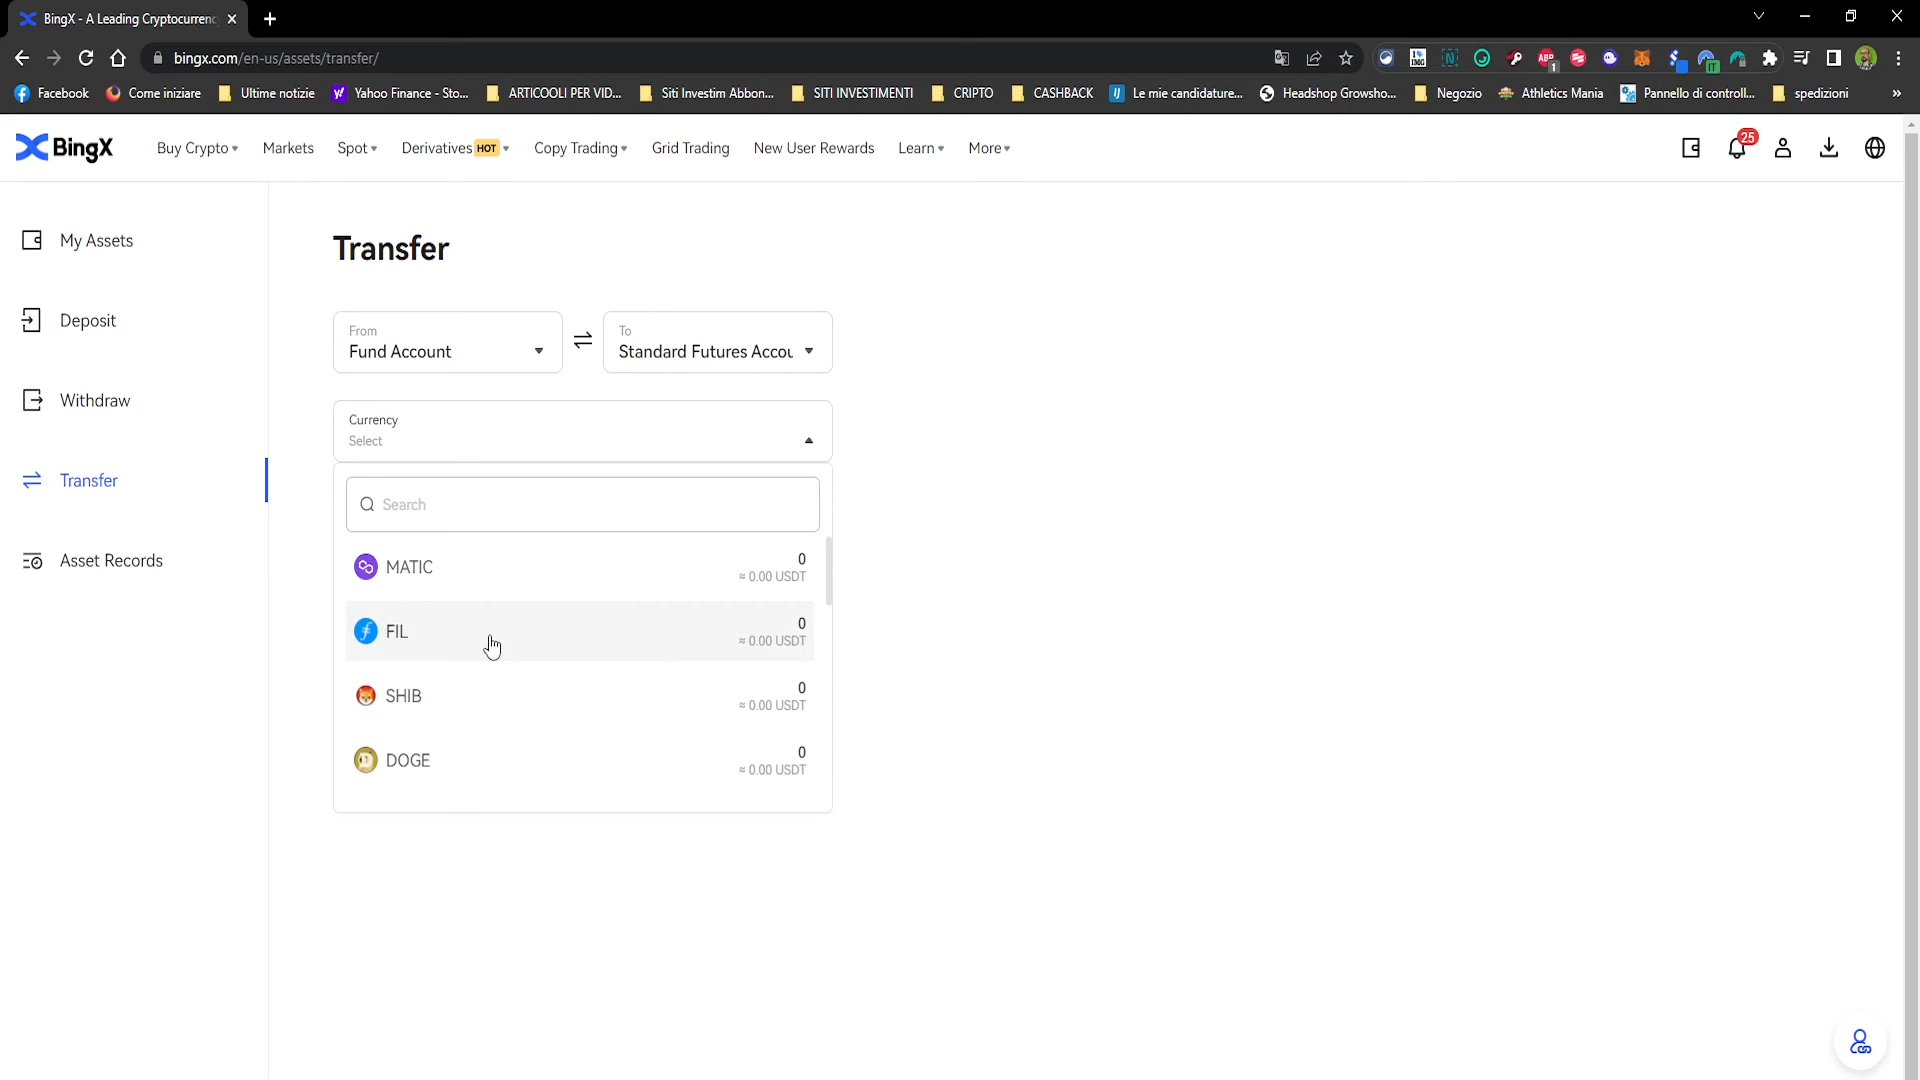 BingX - A Leading Cryptocurrenc
bingx.com/en-us/assets/transfer/
ABP
1
IT
Facebook
Come iniziare
Ultime notizie
Yahoo Finance - Sto...
ARTICOOLI PER VID...
Siti Investim Abbon...
SITI INVESTIMENTI
CRIPTO
CASHBACK
Le mie candidature...
Headshop Growsho...
Negozio
Athletics Mania
Pannello di controll...
spedizioni
»
BingX
Buy Crypto
Markets
Spot
Derivatives HOT
Copy Trading
Grid Trading
New User Rewards
Learn
More
25
My Assets
Deposit
Withdraw
Transfer
Asset Records
Transfer
From
Fund Account
To
Standard Futures Accou
Currency
Select
Search
MATIC
0
≈ 0.00 USDT
FIL
0
≈ 0.00 USDT
SHIB
0
≈ 0.00 USDT
DOGE
0
≈ 0.00 USDT